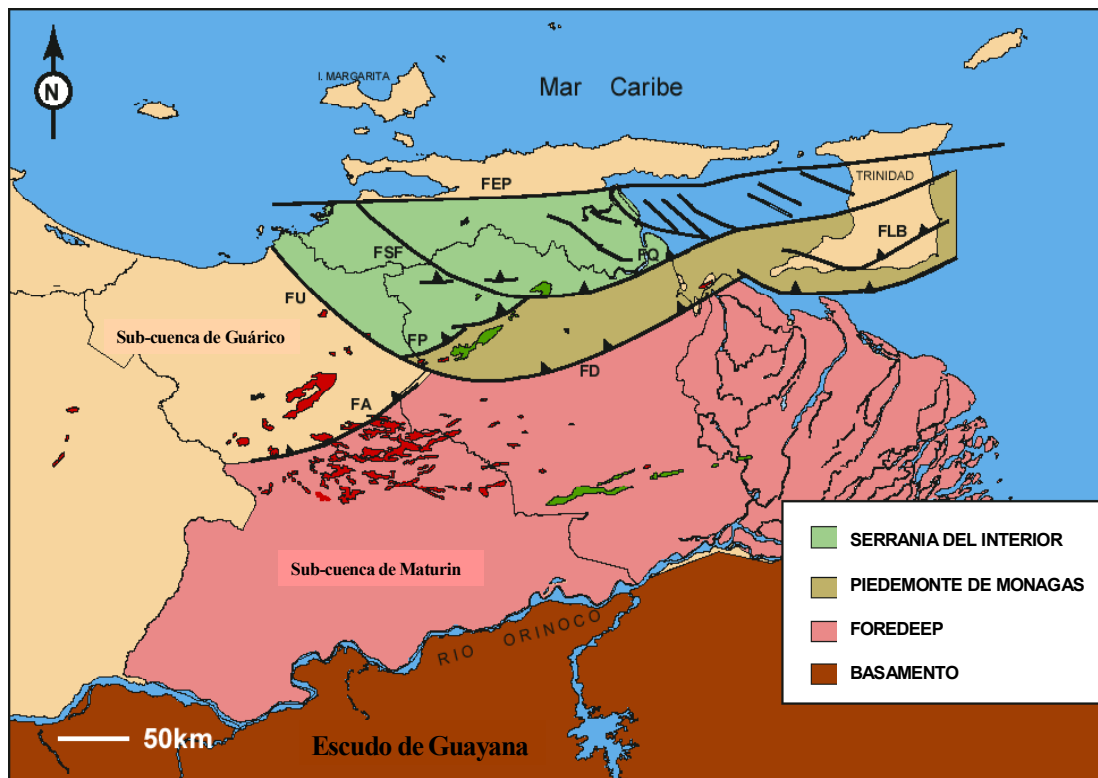 I. MARGARITA
Mar Caribe
N
TRINIDAD
FEP
FLB
FSF
FQ
FU
Sub-cuenca de Guárico
FP
FD
FA
Sub-cuenca de Maturin
SERRANIA DEL INTERIOR
PIEDEMONTE DE MONAGAS
FOREDEEP
BASAMENTO
RIO ORINOCO
50km
Escudo de Guayana